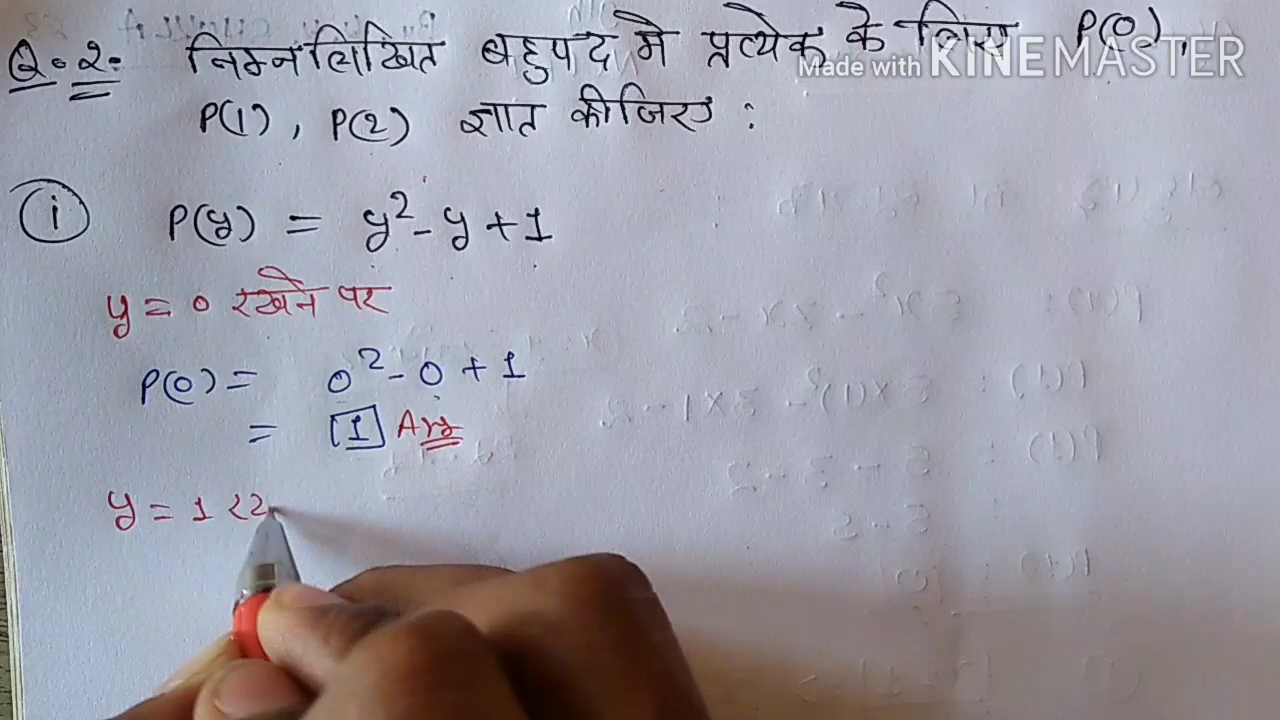 Q.2. निम्नलिखित बहुपद मे प्रत्येक के लिए P(0),
Made with KINEMASTER
P(1), P(2) ज्ञात कीजिए :
(i) P(y) = y² - y + 1
y = 0 रखने पर
P(0) = 0² - 0 + 1
= 1 Ans
y = 1